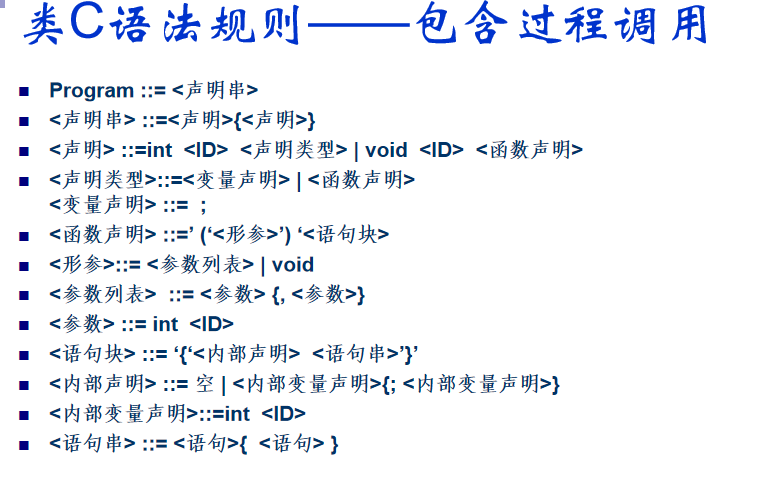 类C语法规则——包含过程调用
Program ::= <声明串>
<声明串> ::=<声明>{<声明>}
<声明> ::=int <ID> <声明类型> | void <ID> <函数声明>
<声明类型>::=<变量声明> | <函数声明>
<变量声明> ::= ;
<函数声明> ::=’ (‘<形参>’) ‘<语句块>
<形参>::= <参数列表> | void
<参数列表> ::= <参数> {, <参数>}
<参数> ::= int <ID>
<语句块> ::= ‘{‘<内部声明> <语句串>’}’
<内部声明> ::= 空 | <内部变量声明>{; <内部变量声明>}
<内部变量声明>::=int <ID>
<语句串> ::= <语句>{ <语句> }